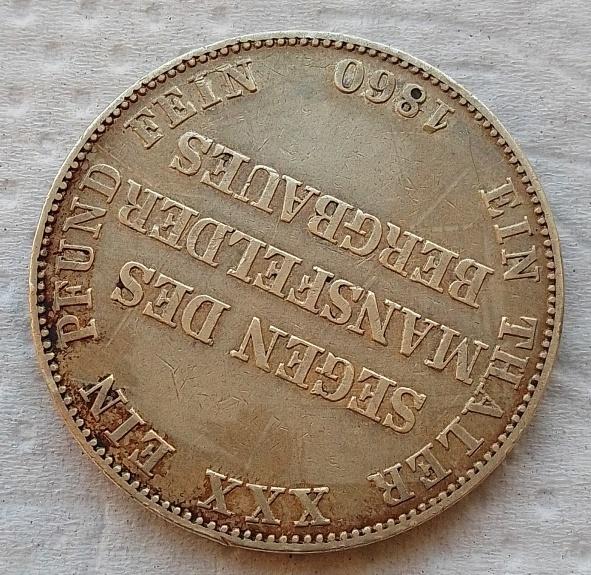 EIN THALER XXX EIN PFUND FEIN
SEGEN DES
MANSFELDER
BERGBAUES
1860